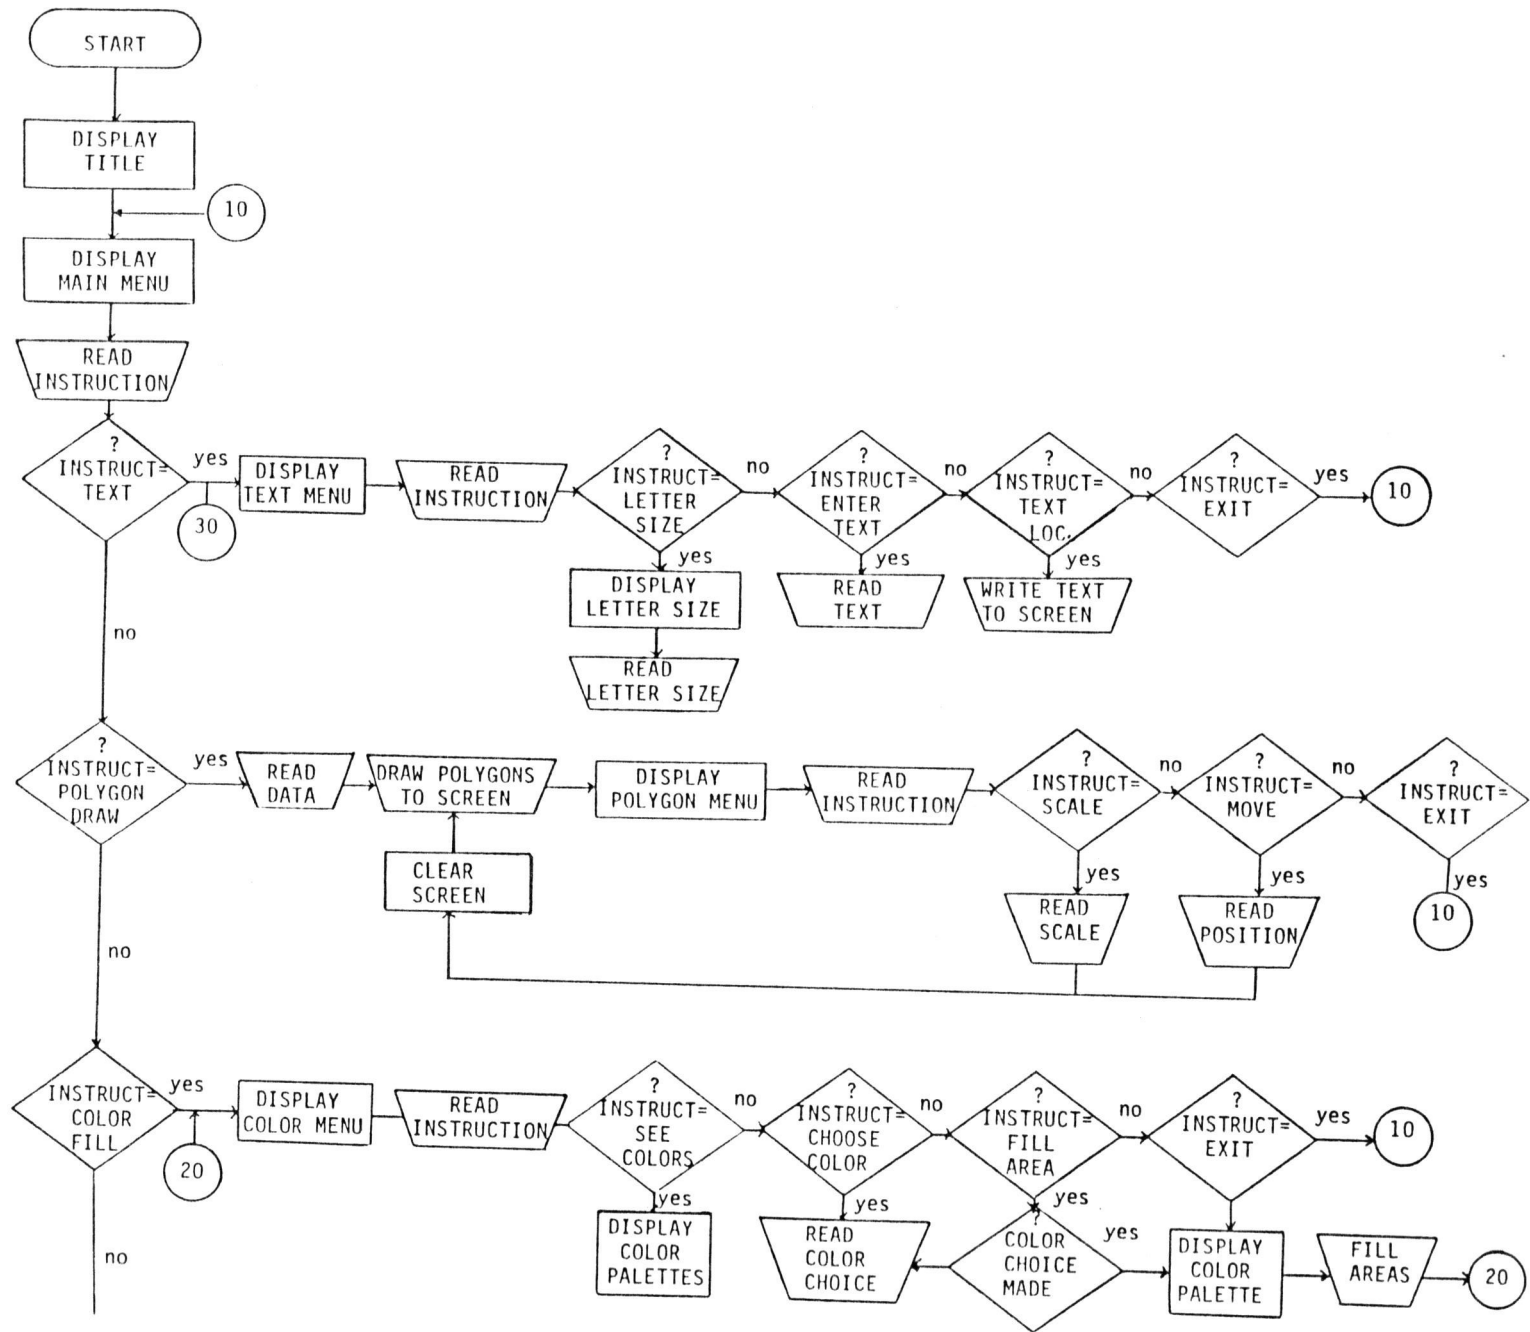 START
DISPLAY
TITLE
10
DISPLAY
MAIN MENU
READ
INSTRUCTION
?
INSTRUCT=
TEXT
yes
30
DISPLAY
TEXT MENU
READ
INSTRUCTION
?
INSTRUCT=
LETTER
SIZE
no
?
INSTRUCT=
ENTER
TEXT
no
?
INSTRUCT=
TEXT
LOC.
no
?
INSTRUCT=
EXIT
yes
10
yes
DISPLAY
LETTER SIZE
READ
LETTER SIZE
yes
READ
TEXT
yes
WRITE TEXT
TO SCREEN
no
?
INSTRUCT=
POLYGON
DRAW
yes
READ
DATA
DRAW POLYGONS
TO SCREEN
DISPLAY
POLYGON MENU
READ
INSTRUCTION
?
INSTRUCT=
SCALE
no
?
INSTRUCT=
MOVE
no
?
INSTRUCT=
EXIT
CLEAR
SCREEN
yes
READ
SCALE
yes
READ
POSITION
yes
10
no
INSTRUCT=
COLOR
FILL
yes
20
DISPLAY
COLOR MENU
READ
INSTRUCTION
?
INSTRUCT=
SEE
COLORS
no
?
INSTRUCT=
CHOOSE
COLOR
no
?
INSTRUCT=
FILL
AREA
no
?
INSTRUCT=
EXIT
yes
10
yes
DISPLAY
COLOR
PALETTES
yes
READ
COLOR
CHOICE
yes
?
COLOR
CHOICE
MADE
yes
DISPLAY
COLOR
PALETTE
FILL
AREAS
20
no